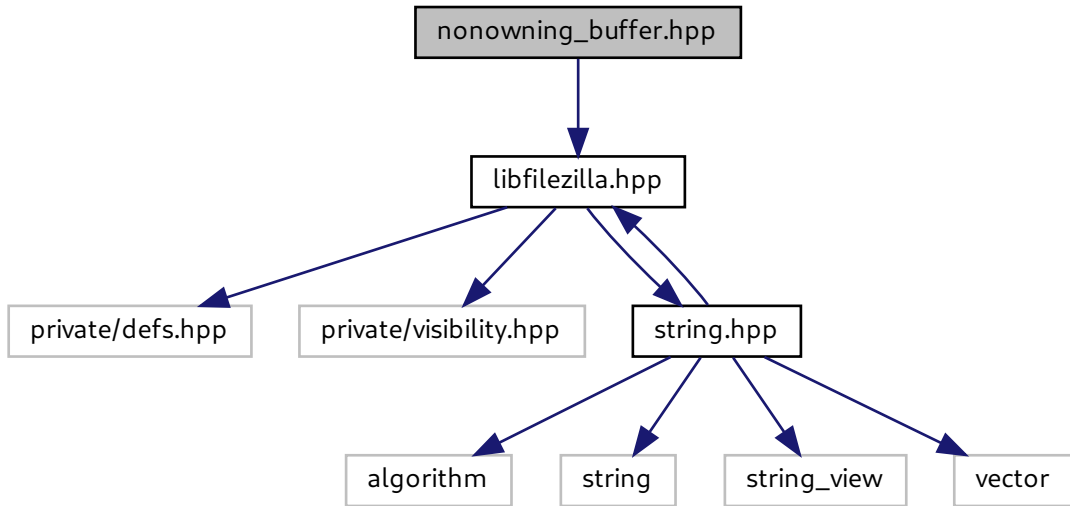 nonowning_buffer.hpp
libfilezilla.hpp
private/defs.hpp
private/visibility.hpp
string.hpp
algorithm
string
string_view
vector